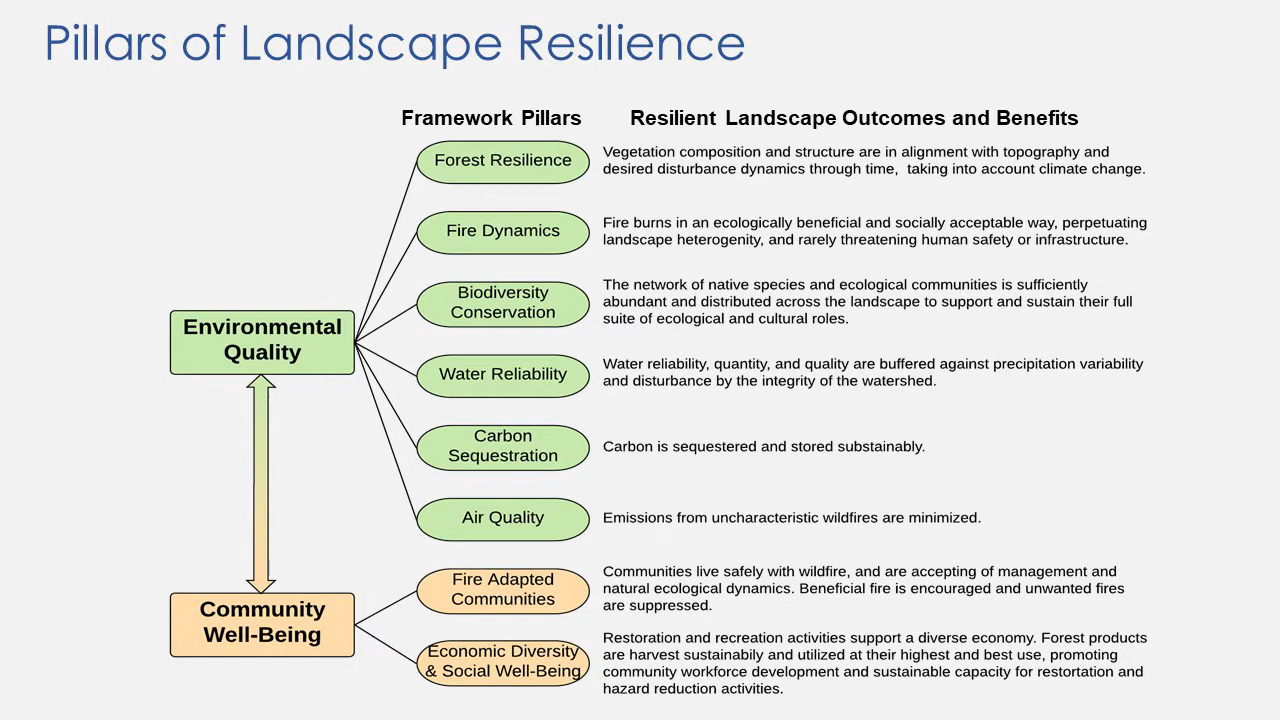 Pillars of Landscape Resilience
Framework Pillars
Resilient Landscape Outcomes and Benefits
Forest Resilience
Vegetation composition and structure are in alignment with topography and
desired disturbance dynamics through time, taking into account climate change.
Fire Dynamics
Fire burns in an ecologically beneficial and socially acceptable way, perpetuating
landscape heterogenity, and rarely threatening human safety or infrastructure.
Biodiversity
Conservation
The network of native species and ecological communities is sufficiently
abundant and distributed across the landscape to support and sustain their full
suite of ecological and cultural roles.
Environmental
Quality
Water Reliability
Water reliability, quantity, and quality are buffered against precipitation variability
and disturbance by the integrity of the watershed.
Carbon
Sequestration
Carbon is sequestered and stored substainably.
Air Quality
Emissions from uncharacteristic wildfires are minimized.
Fire Adapted
Communities
Communities live safely with wildfire, and are accepting of management and
natural ecological dynamics. Beneficial fire is encouraged and unwanted fires
are suppressed.
Community
Well-Being
Economic Diversity
& Social Well-Being
Restoration and recreation activities support a diverse economy. Forest products
are harvest sustainabily and utilized at their highest and best use, promoting
community workforce development and sustainable capacity for restortation and
hazard reduction activities.